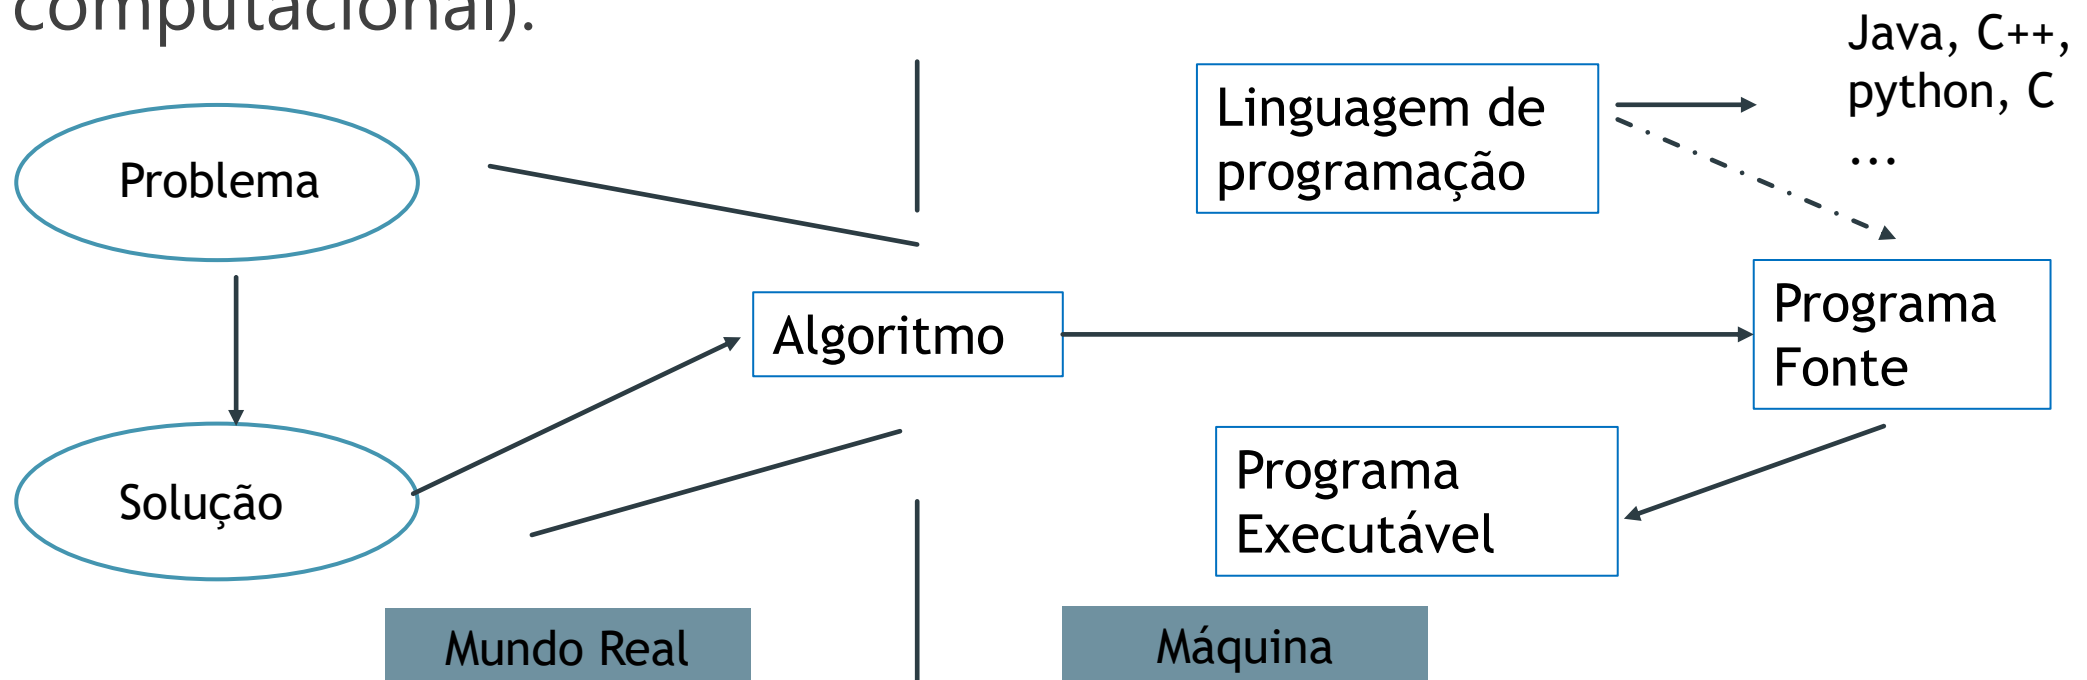 computacional).
Java, C++,
python, C
...
Linguagem de
programação
Problema
Algoritmo
Programa
Fonte
Solução
Programa
Executável
Mundo Real
Máquina